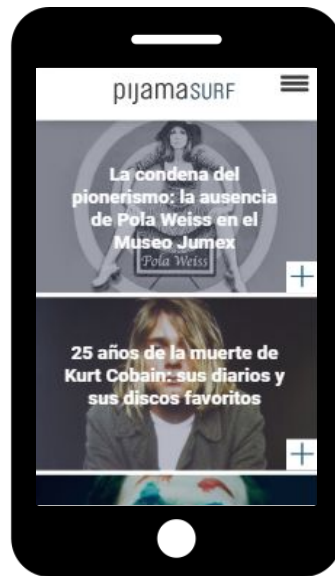 pijamasurf
La condena del
pionerismo: la ausencia
de Pola Weiss en el
Museo Jumex
Pola Weiss
25 años de la muerte de
Kurt Cobain: sus diarios y
sus discos favoritos